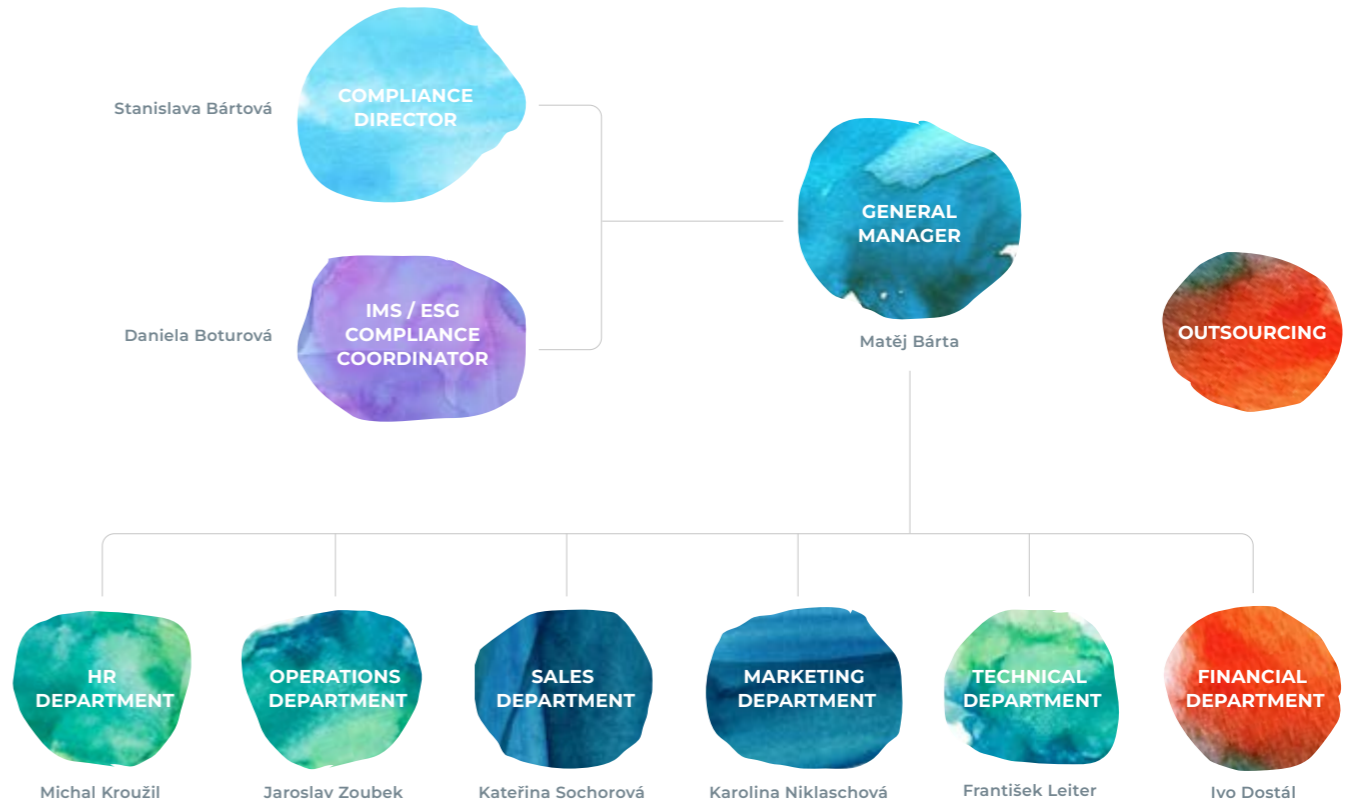 Stanislava Bártová
COMPLIANCE
DIRECTOR
GENERAL
MANAGER
Matěj Bárta
Daniela Boturová
IMS / ESG
COMPLIANCE
COORDINATOR
OUTSOURCING
HR
DEPARTMENT
Michal Kroužil
OPERATIONS
DEPARTMENT
Jaroslav Zoubek
SALES
DEPARTMENT
Kateřina Sochorová
MARKETING
DEPARTMENT
Karolina Niklaschová
TECHNICAL
DEPARTMENT
František Leiter
FINANCIAL
DEPARTMENT
Ivo Dostál